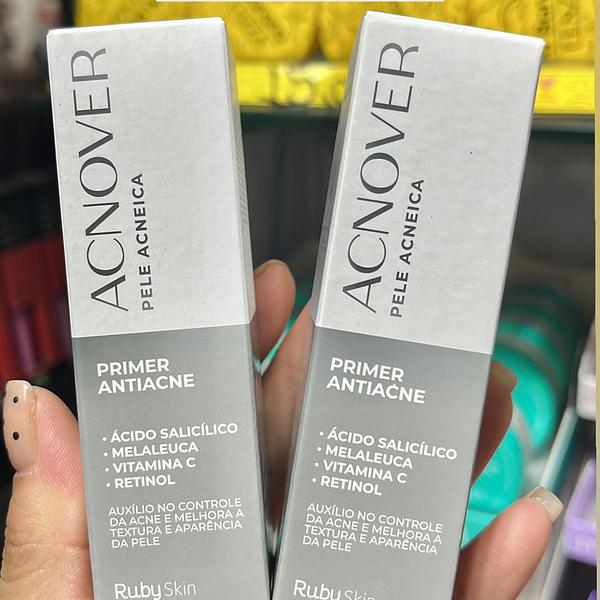 ACNOVER
PELE ACNEICA
PRIMER
ANTIACNE
• ÁCIDO SALICÍLICO
• MELALEUCA
• VITAMINA C
• RETINOL
AUXÍLIO NO CONTROLE
DA ACNE E MELHORA A
TEXTURA E APARÊNCIA
DA PELE
RubySkin
ACNOVER
PELE ACNEICA
PRIMER
ANTIACNE
• ÁCIDO SALICÍLICO
• MELALEUCA
• VITAMINA C
• RETINOL
AUXÍLIO NO CONTROLE
DA ACNE E MELHORA A
TEXTURA E APARÊNCIA
DA PELE
RubySkin